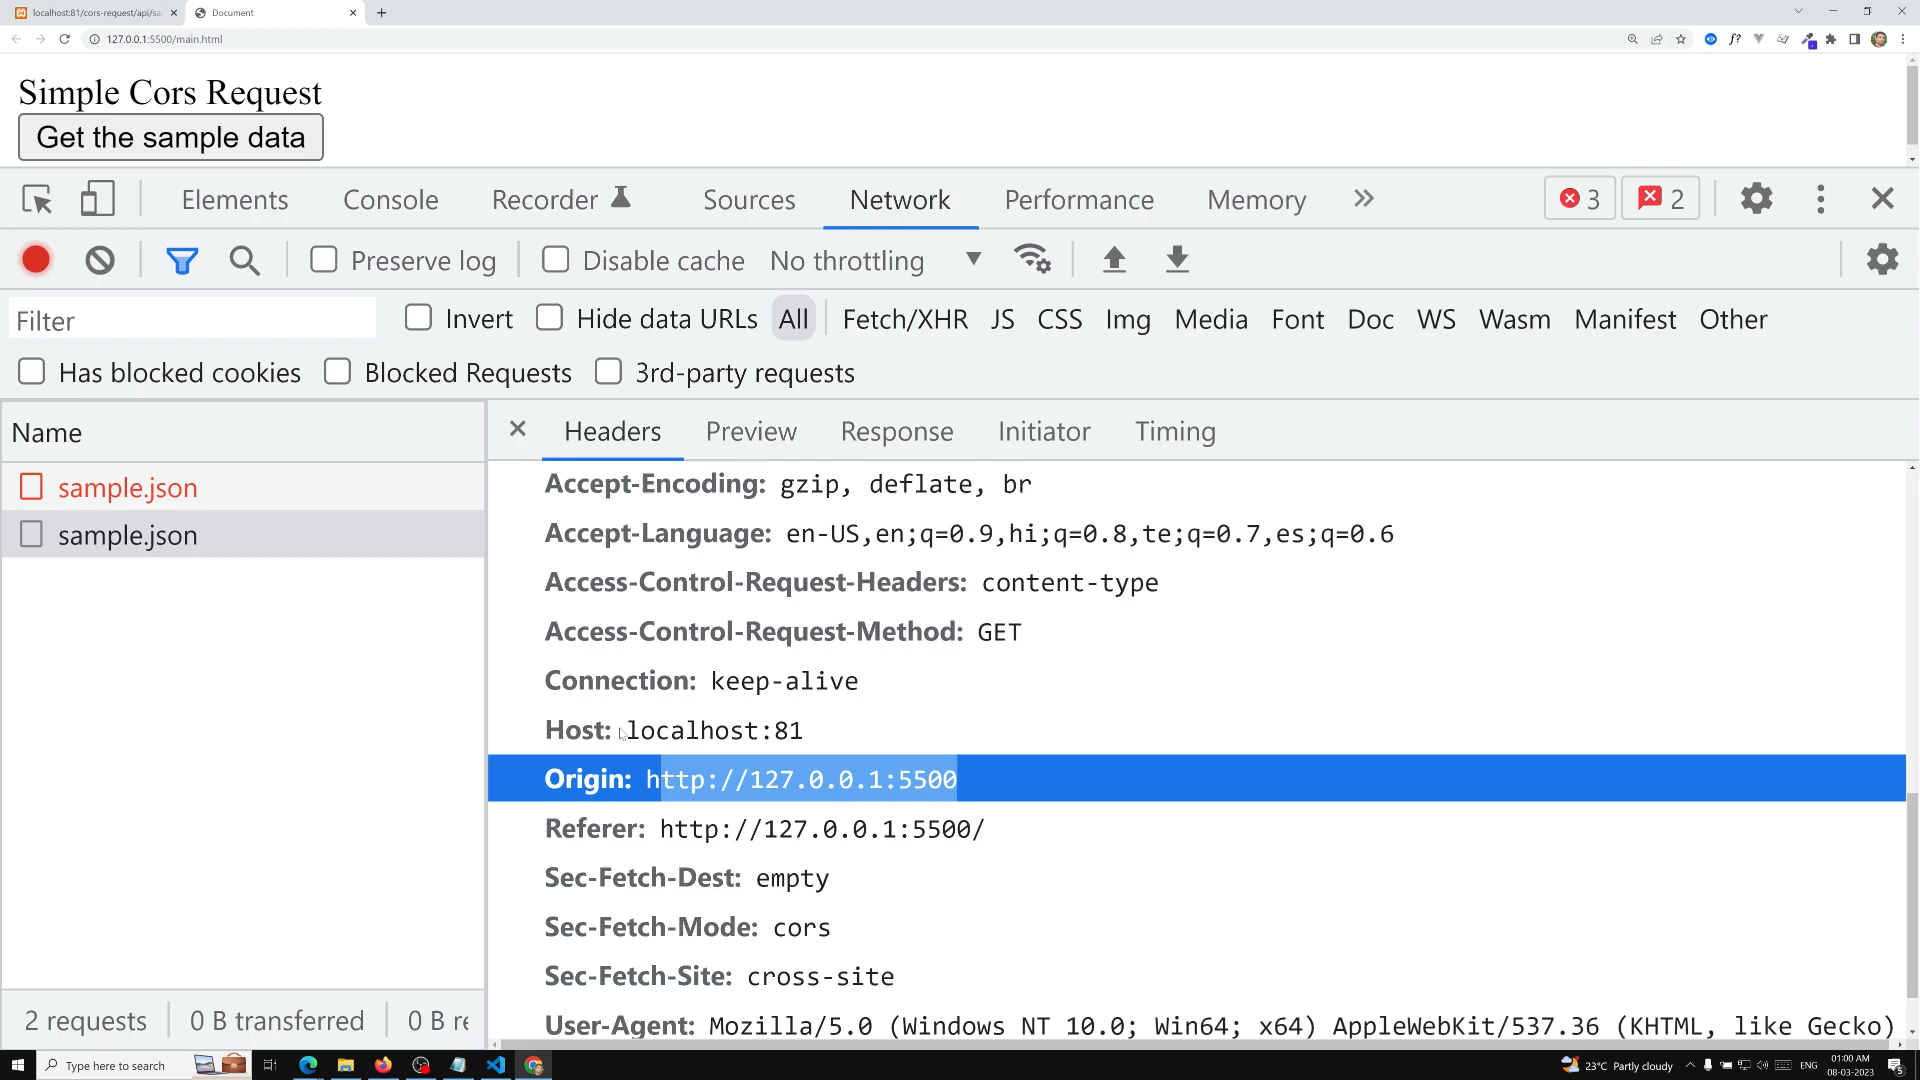 localhost:81/cors-request/api/sa
Document
127.0.0.1:5500/main.html
Simple Cors Request
Get the sample data
Elements Console Recorder Sources Network Performance Memory 3 2
Preserve log Disable cache No throttling
Filter Invert Hide data URLs All Fetch/XHR JS CSS Img Media Font Doc WS Wasm Manifest Other
Has blocked cookies Blocked Requests 3rd-party requests
Name
sample.json
sample.json
2 requests 0 B transferred 0 B re
Headers Preview Response Initiator Timing
Accept-Encoding: gzip, deflate, br
Accept-Language: en-US,en;q=0.9,hi;q=0.8,te;q=0.7,es;q=0.6
Access-Control-Request-Headers: content-type
Access-Control-Request-Method: GET
Connection: keep-alive
Host: localhost:81
Origin: http://127.0.0.1:5500
Referer: http://127.0.0.1:5500/
Sec-Fetch-Dest: empty
Sec-Fetch-Mode: cors
Sec-Fetch-Site: cross-site
User-Agent: Mozilla/5.0 (Windows NT 10.0; Win64; x64) AppleWebKit/537.36 (KHTML, like Gecko)
Type here to search
23°C Partly cloudy
ENG
01:00 AM
08-03-2023
5